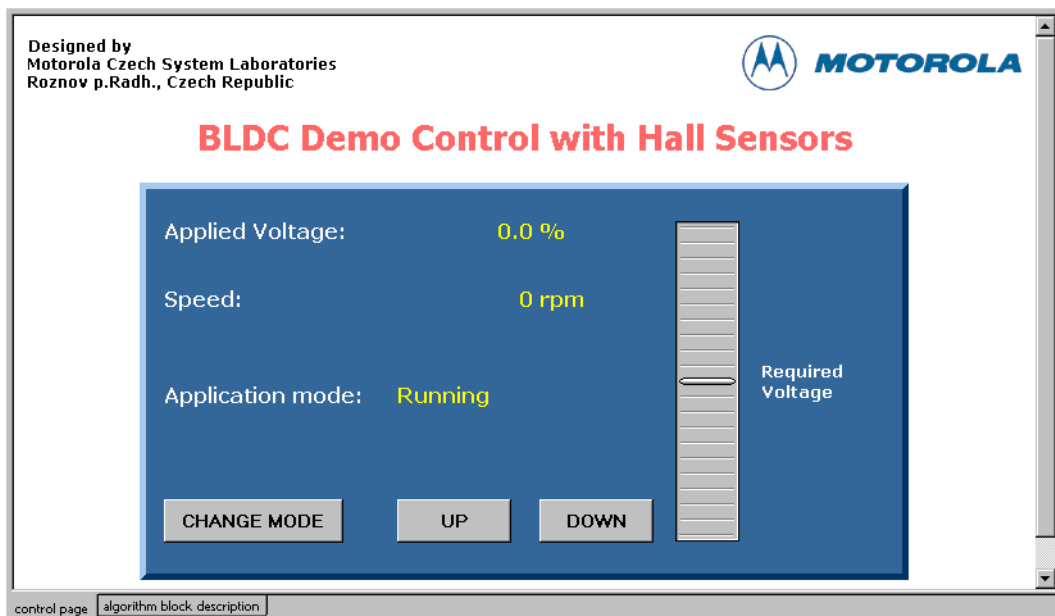 Designed by
Motorola Czech System Laboratories
Roznov p.Radh., Czech Republic
MOTOROLA
BLDC Demo Control with Hall Sensors
Applied Voltage: 0.0 %
Speed: 0 rpm
Application mode: Running
Required
Voltage
CHANGE MODE UP DOWN
control page algorithm block description